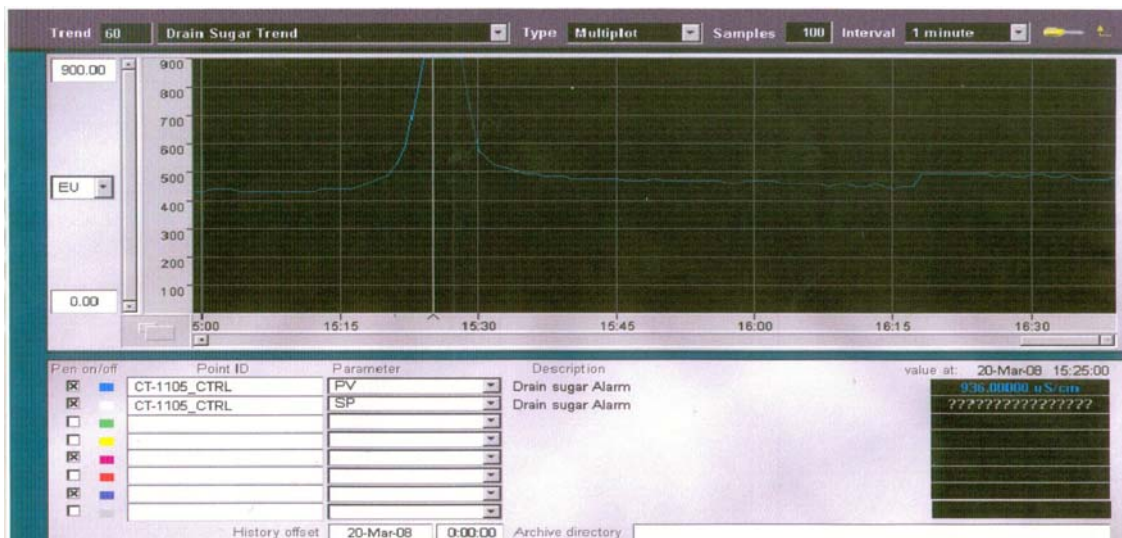 Trend 60 Drain Sugar Trend Type Multiplot Samples 100 Interval 1 minute
900.00
900
800
700
600
EU
500
400
300
200
0.00
100
5:00 15:15 15:30 15:45 16:00 16:15 16:30
Pen on/off Point ID Parameter Description value at: 20-Mar-08 15:25:00
CT-1105_CTRL PV Drain sugar Alarm 936.00000 uS/cm
CT-1105_CTRL SP Drain sugar Alarm ????????????????
History offset 20-Mar-08 0:00:00 Archive directory